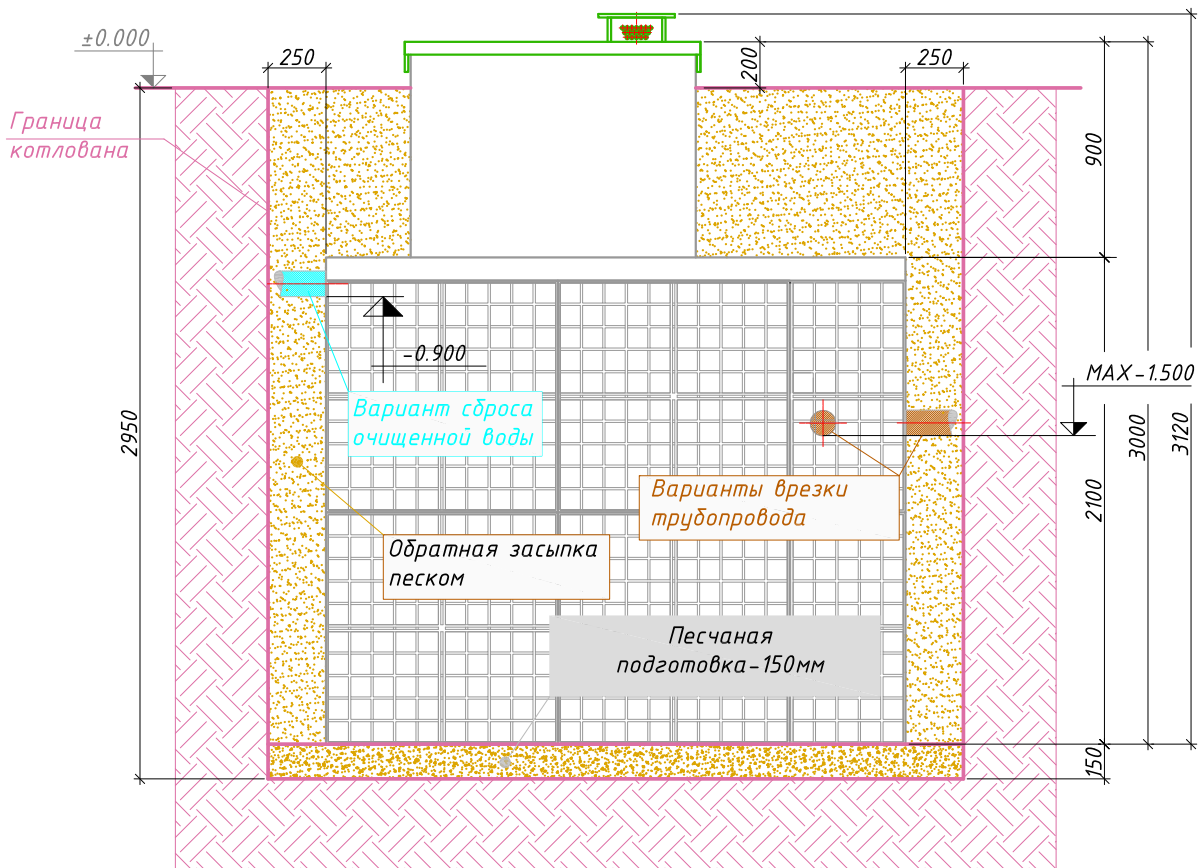 ±0.000
250
200
250
Граница
котлована
900
-0.900
MAX-1.500
Вариант сброса
очищенной воды
2950
3000
3120
Варианты врезки
трубопровода
2100
Обратная засыпка
песком
Песчаная
подготовка-150мм
150